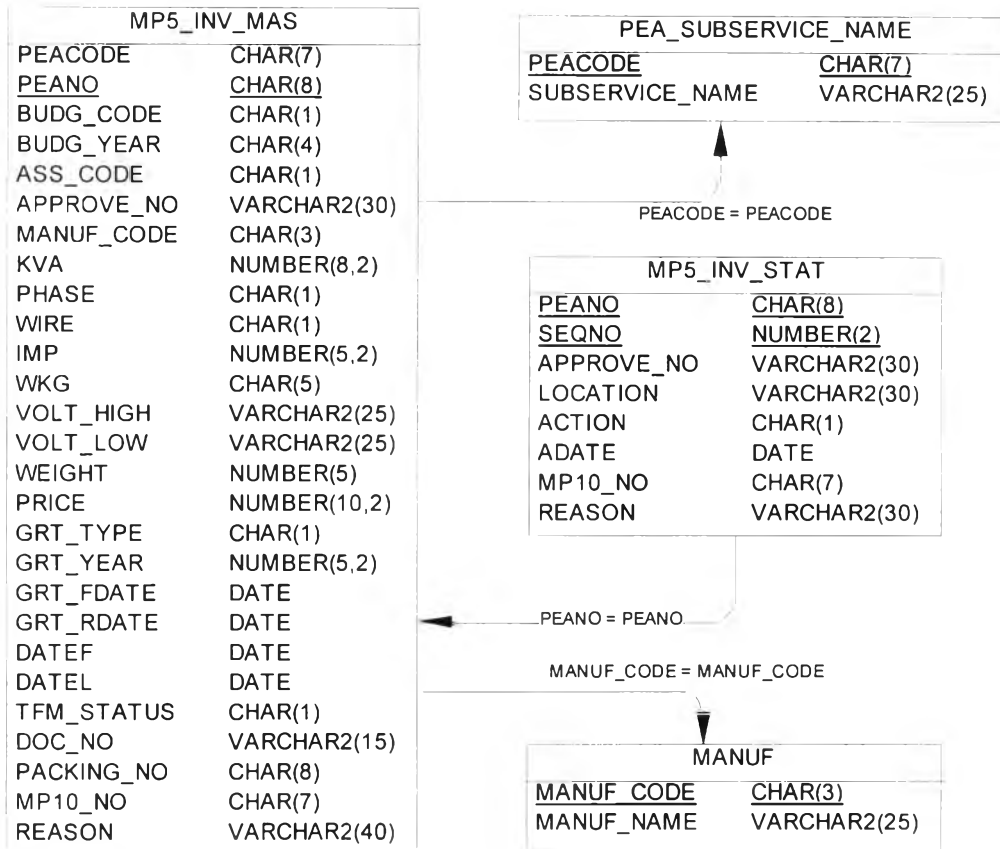 MP5_INV_MAS
PEACODE CHAR(7)
PEANO CHAR(8)
BUDG_CODE CHAR(1)
BUDG_YEAR CHAR(4)
ASS_CODE CHAR(1)
APPROVE_NO VARCHAR2(30)
MANUF_CODE CHAR(3)
KVA NUMBER(8,2)
PHASE CHAR(1)
WIRE CHAR(1)
IMP NUMBER(5,2)
WKG CHAR(5)
VOLT_HIGH VARCHAR2(25)
VOLT_LOW VARCHAR2(25)
WEIGHT NUMBER(5)
PRICE NUMBER(10,2)
GRT_TYPE CHAR(1)
GRT_YEAR NUMBER(5,2)
GRT_FDATE DATE
GRT_RDATE DATE
DATEF DATE
DATEL DATE
TFM_STATUS CHAR(1)
DOC_NO VARCHAR2(15)
PACKING_NO CHAR(8)
MP10_NO CHAR(7)
REASON VARCHAR2(40)
PEA_SUBSERVICE_NAME
PEACODE CHAR(7)
SUBSERVICE_NAME VARCHAR2(25)
PEACODE = PEACODE
MP5_INV_STAT
PEANO CHAR(8)
SEQNO NUMBER(2)
APPROVE_NO VARCHAR2(30)
LOCATION VARCHAR2(30)
ACTION CHAR(1)
ADATE DATE
MP10_NO CHAR(7)
REASON VARCHAR2(30)
PEANO = PEANO
MANUF_CODE = MANUF_CODE
MANUF
MANUF_CODE CHAR(3)
MANUF_NAME VARCHAR2(25)